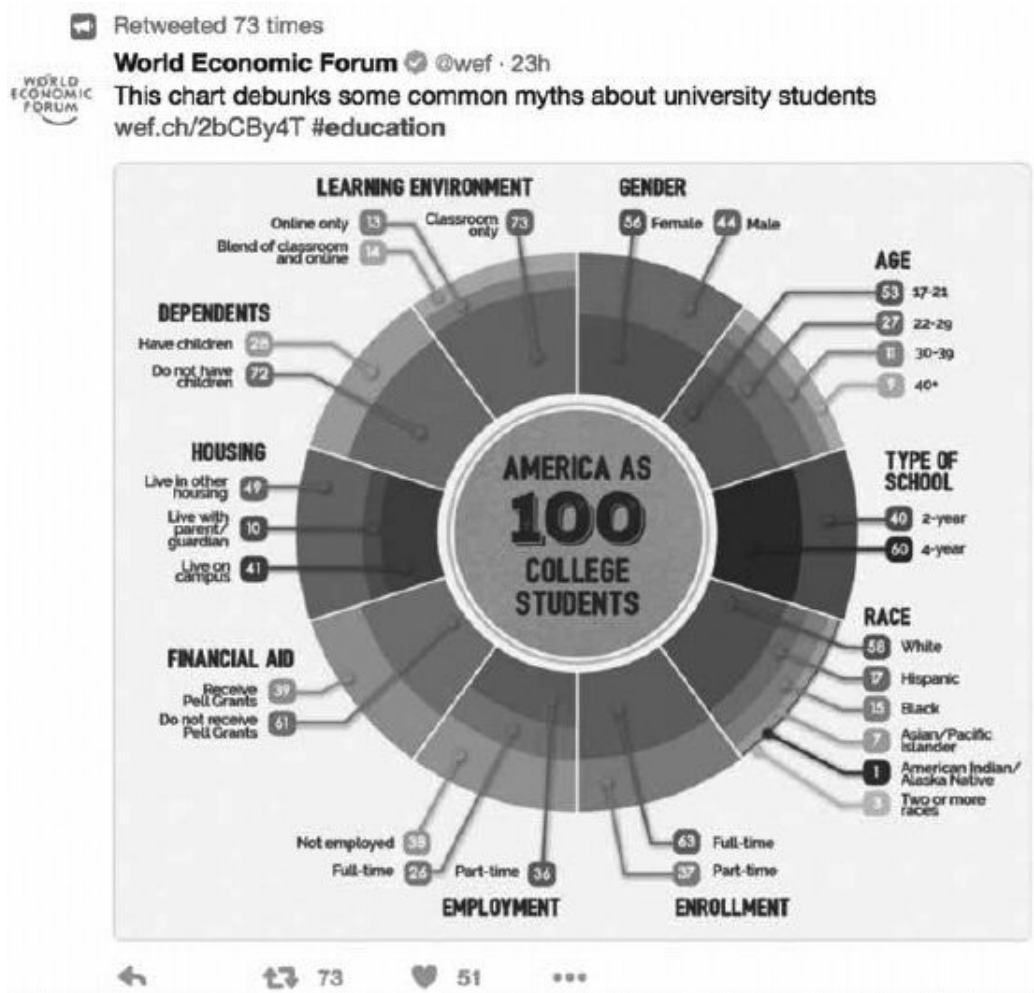 Retweeted 73 times
World Economic Forum @wef · 23h
WORLD
ECONOMIC
FORUM
This chart debunks some common myths about university students
wef.ch/2bCBy4T #education
LEARNING ENVIRONMENT
Online only 13
Classroom
only 73
Blend of classroom
and online 14
GENDER
56 Female 44 Male
AGE
53 17-21
27 22-29
11 30-39
9 40+
DEPENDENTS
Have children 28
Do not have
children 72
HOUSING
Live in other
housing 49
Live with
parent/
guardian 10
Live on
campus 41
AMERICA AS
100
COLLEGE
STUDENTS
TYPE OF
SCHOOL
40 2-year
60 4-year
RACE
58 White
17 Hispanic
15 Black
7 Asian/Pacific
Islander
1 American Indian/
Alaska Native
3 Two or more
races
FINANCIAL AID
Receive
Pell Grants 39
Do not receive
Pell Grants 61
Not employed 38
Full-time 26
Part-time 36
EMPLOYMENT
63 Full-time
37 Part-time
ENROLLMENT
73
51